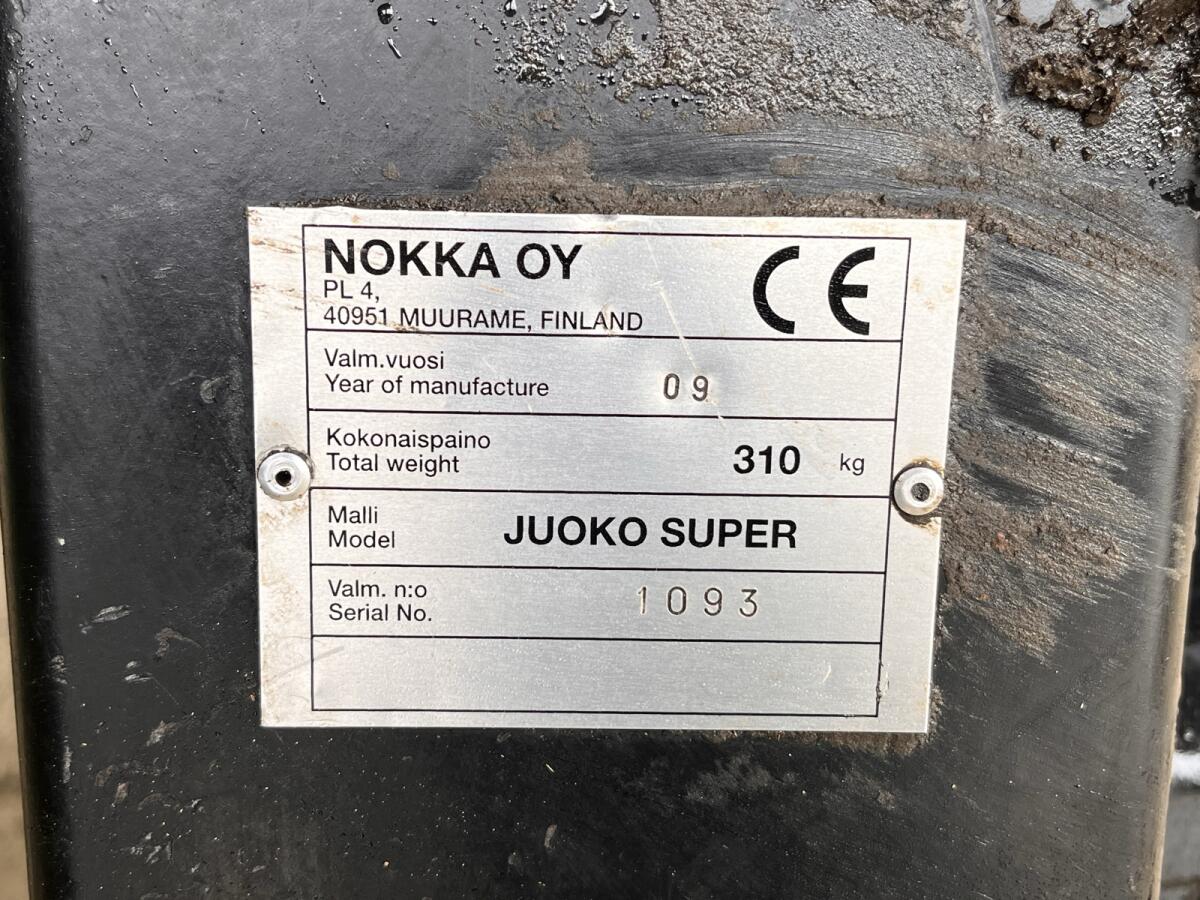 NOKKA OY
PL 4,
40951 MUURAME, FINLAND
CE
Valm.vuosi
Year of manufacture 09
Kokonaispaino
Total weight 310 kg
Malli
Model JUOKO SUPER
Valm. n:o
Serial No. 1093